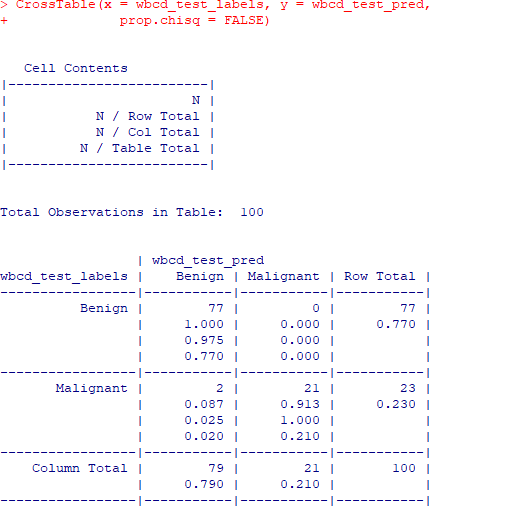 > CrossTable(x = wbcd_test_labels, y = wbcd_test_pred,
+            prop.chisq = FALSE)
   Cell Contents
|-------------------------|
|                       N |
|           N / Row Total |
|           N / Col Total |
|         N / Table Total |
|-------------------------|
Total Observations in Table:  100
                 | wbcd_test_pred
wbcd_test_labels |    Benign | Malignant | Row Total |
-----------------|-----------|-----------|-----------|
          Benign |        77 |         0 |        77 |
                 |     1.000 |     0.000 |     0.770 |
                 |     0.975 |     0.000 |           |
                 |     0.770 |     0.000 |           |
-----------------|-----------|-----------|-----------|
       Malignant |         2 |        21 |        23 |
                 |     0.087 |     0.913 |     0.230 |
                 |     0.025 |     1.000 |           |
                 |     0.020 |     0.210 |           |
-----------------|-----------|-----------|-----------|
    Column Total |        79 |        21 |       100 |
                 |     0.790 |     0.210 |           |
-----------------|-----------|-----------|-----------|